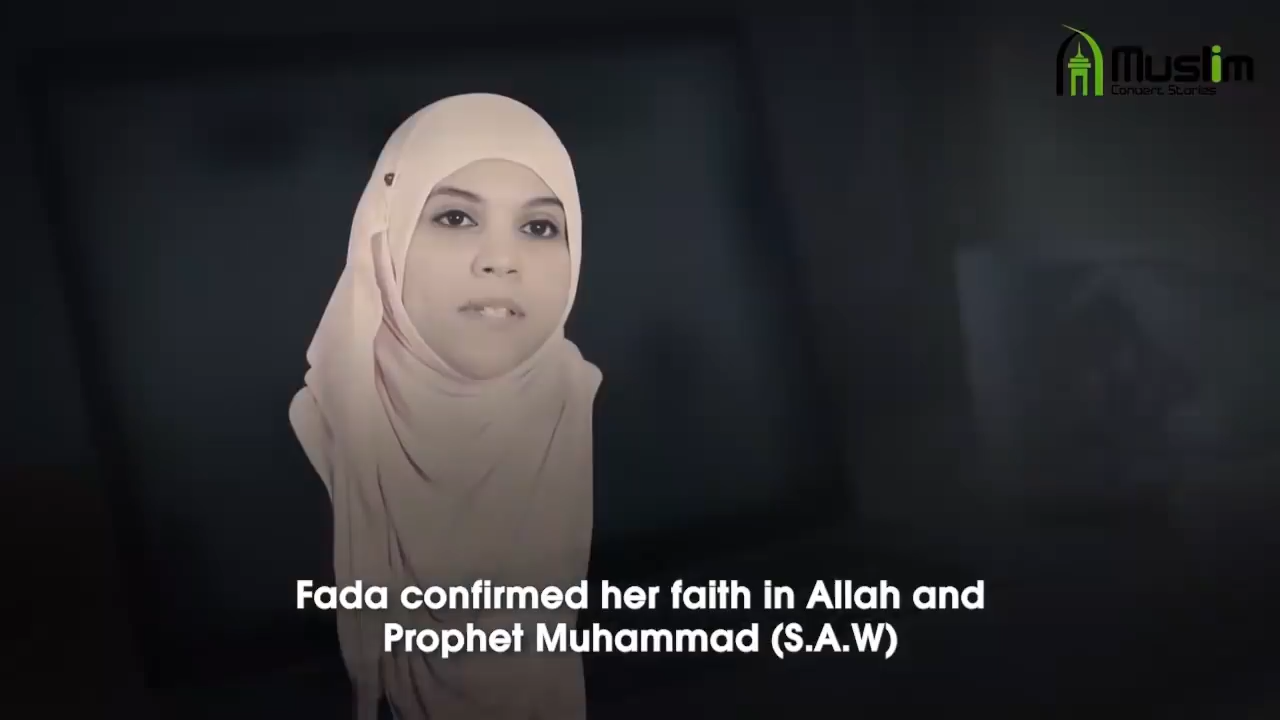 Muslim
Convert Stories
Fada confirmed her faith in Allah and
Prophet Muhammad (S.A.W)